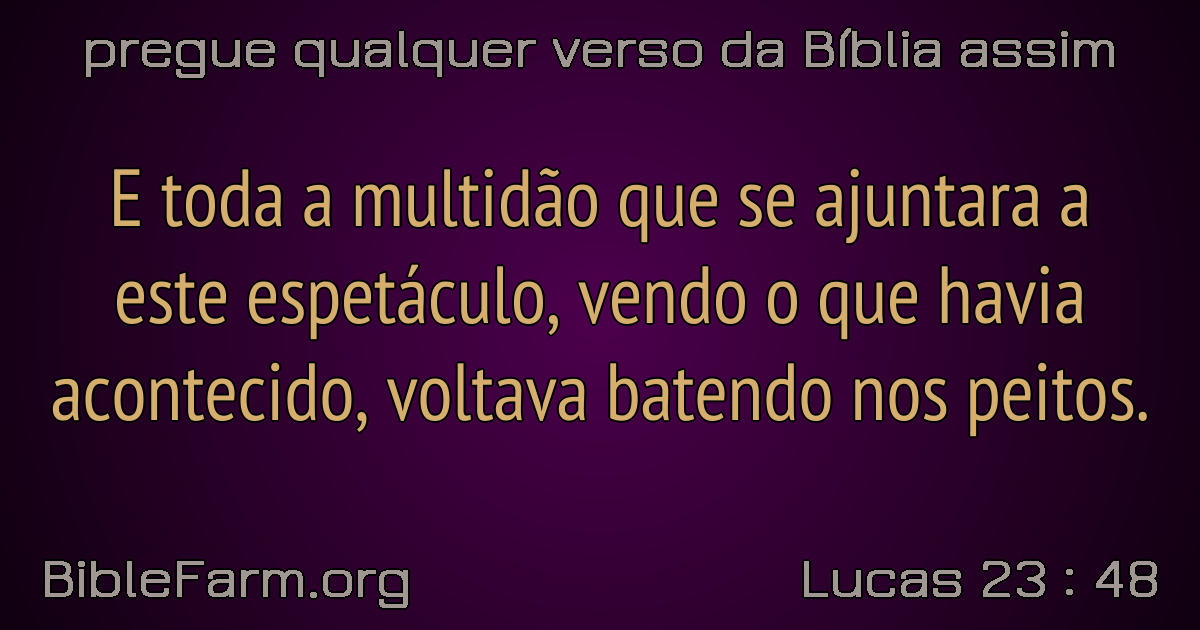 pregue qualquer verso da Bíblia assim
E toda a multidão que se ajuntara a
este espetáculo, vendo o que havia
acontecido, voltava batendo nos peitos.
BibleFarm.org
Lucas 23 : 48